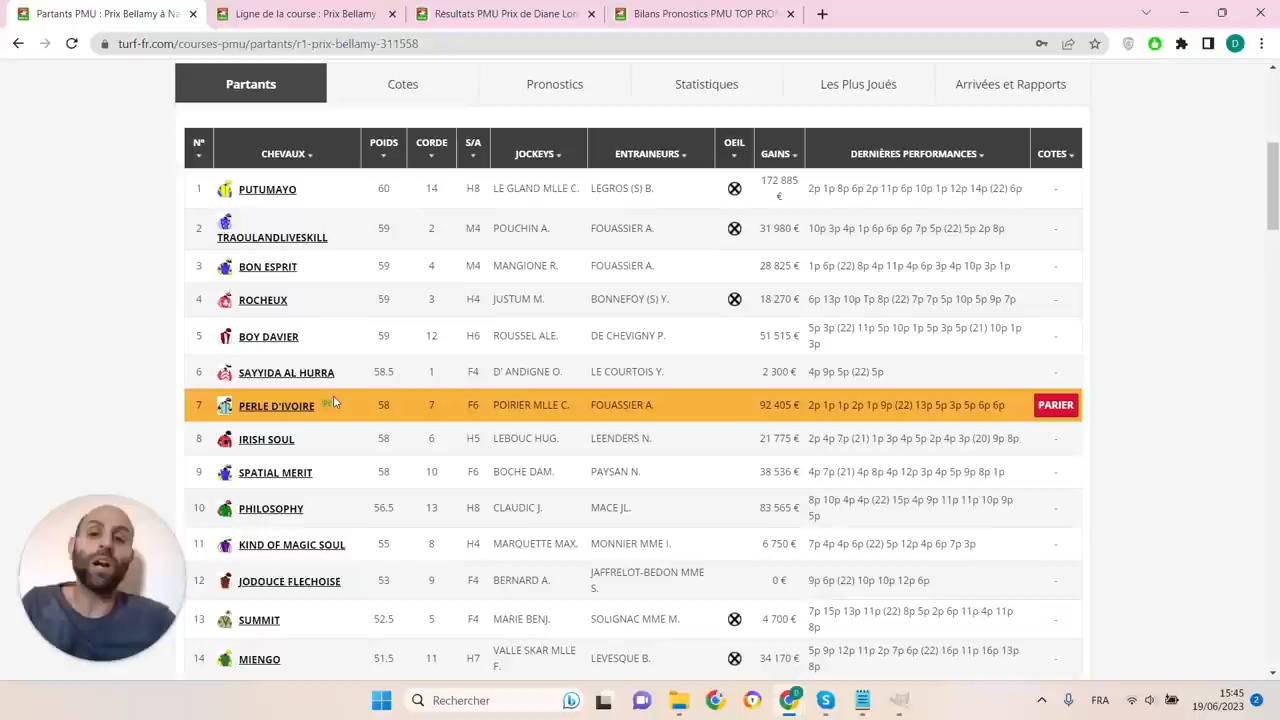 Partants PMU : Prix Bellamy à Na
Ligne de la course : Prix Bellamy
Résultats PMU Prix de Diane Lon
Bilans Pronostics PMU TOP PRON
turf-fr.com/courses-pmu/partants/r1-prix-bellamy-311558
D
Partants Cotes Pronostics Statistiques Les Plus Joués Arrivées et Rapports
N° CHEVAUX POIDS CORDE S/A JOCKEYS ENTRAINEURS OEIL GAINS DERNIÈRES PERFORMANCES COTES
1 PUTUMAYO 60 14 H8 LE GLAND MLLE C. LEGROS (S) B. 172 885 € 2p 1p 8p 6p 2p 11p 6p 10p 1p 12p 14p (22) 6p -
2 TRAOULANDLIVESKILL 59 2 M4 POUCHIN A. FOUASSIER A. 31 980 € 10p 3p 4p 1p 6p 6p 6p 7p 5p (22) 5p 2p 8p -
3 BON ESPRIT 59 4 M4 MANGIONE R. FOUASSIER A. 28 825 € 1p 6p (22) 8p 4p 11p 4p 6p 3p 4p 10p 3p 1p -
4 ROCHEUX 59 3 H4 JUSTUM M. BONNEFOY (S) Y. 18 270 € 6p 13p 10p Tp 8p (22) 7p 7p 5p 10p 5p 9p 7p -
5 BOY DAVIER 59 12 H6 ROUSSEL ALE. DE CHEVIGNY P. 51 515 € 5p 3p (22) 11p 5p 10p 1p 5p 3p 5p (21) 10p 1p -
3p
6 SAYYIDA AL HURRA 58.5 1 F4 D' ANDIGNE O. LE COURTOIS Y. 2 300 € 4p 9p 5p (22) 5p -
7 PERLE D'IVOIRE 58 7 F6 POIRIER MLLE C. FOUASSIER A. 92 405 € 2p 1p 1p 2p 1p 9p (22) 13p 5p 3p 5p 6p 6p PARIER
8 IRISH SOUL 58 6 H5 LEBOUC HUG. LEENDERS N. 21 775 € 2p 4p 7p (21) 1p 3p 4p 5p 2p 4p 3p (20) 9p 8p -
9 SPATIAL MERIT 58 10 F6 BOCHE DAM. PAYSAN N. 38 536 € 4p 7p (21) 4p 8p 4p 12p 3p 4p 5p 9p 8p 1p -
10 PHILOSOPHY 56.5 13 H8 CLAUDIC J. MACE JL. 83 565 € 8p 10p 4p 4p (22) 15p 4p 9p 11p 11p 10p 9p -
5p
11 KIND OF MAGIC SOUL 55 8 H4 MARQUETTE MAX. MONNIER MME I. 6 750 € 7p 4p 4p 6p (22) 5p 12p 4p 6p 7p 3p -
12 JODOUCE FLECHOISE 53 9 F4 BERNARD A. JAFFRELOT-BEDON MME S. 0 € 9p 6p (22) 10p 10p 12p 6p -
13 SUMMIT 52.5 5 F4 MARIE BENJ. SOLIGNAC MME M. 4 700 € 7p 15p 13p 11p (22) 8p 5p 2p 6p 11p 4p 11p -
8p
14 MIENGO 51.5 11 H7 VALLE SKAR MLLE F. LEVESQUE B. 34 170 € 5p 9p 12p 11p 2p 7p 6p (22) 16p 11p 16p 13p -
8p
Rechercher
FRA
15:45
19/06/2023
2